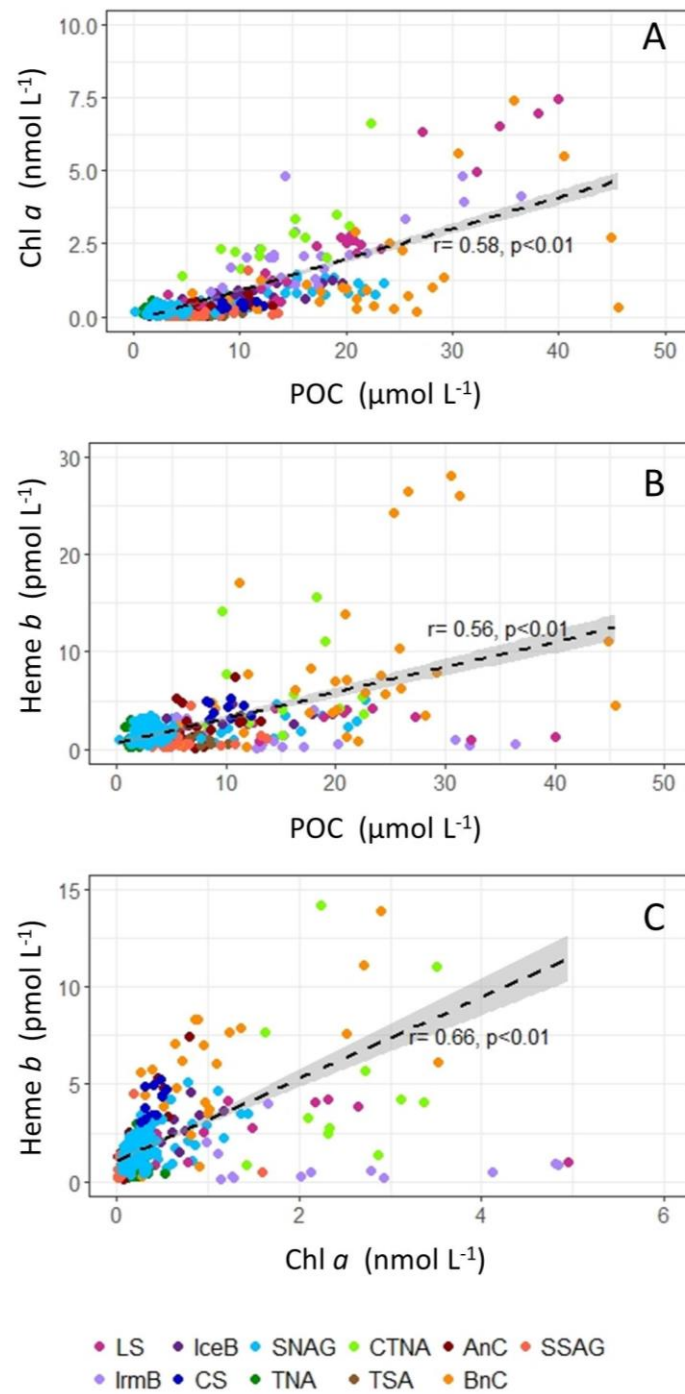 A
10.0
7.5
5.0
2.5
0.0
Chl a (nmol L-1)
r= 0.58, p<0.01
0 10 20 30 40 50
POC (µmol L-1)
B
30
20
10
0
Heme b (pmol L-1)
r= 0.56, p<0.01
0 10 20 30 40 50
POC (µmol L-1)
C
15
10
5
0
Heme b (pmol L-1)
r= 0.66, p<0.01
0 2 4 6
Chl a (nmol L-1)
LS IceB SNAG CTNA AnC SSAG
IrmB CS TNA TSA BnC